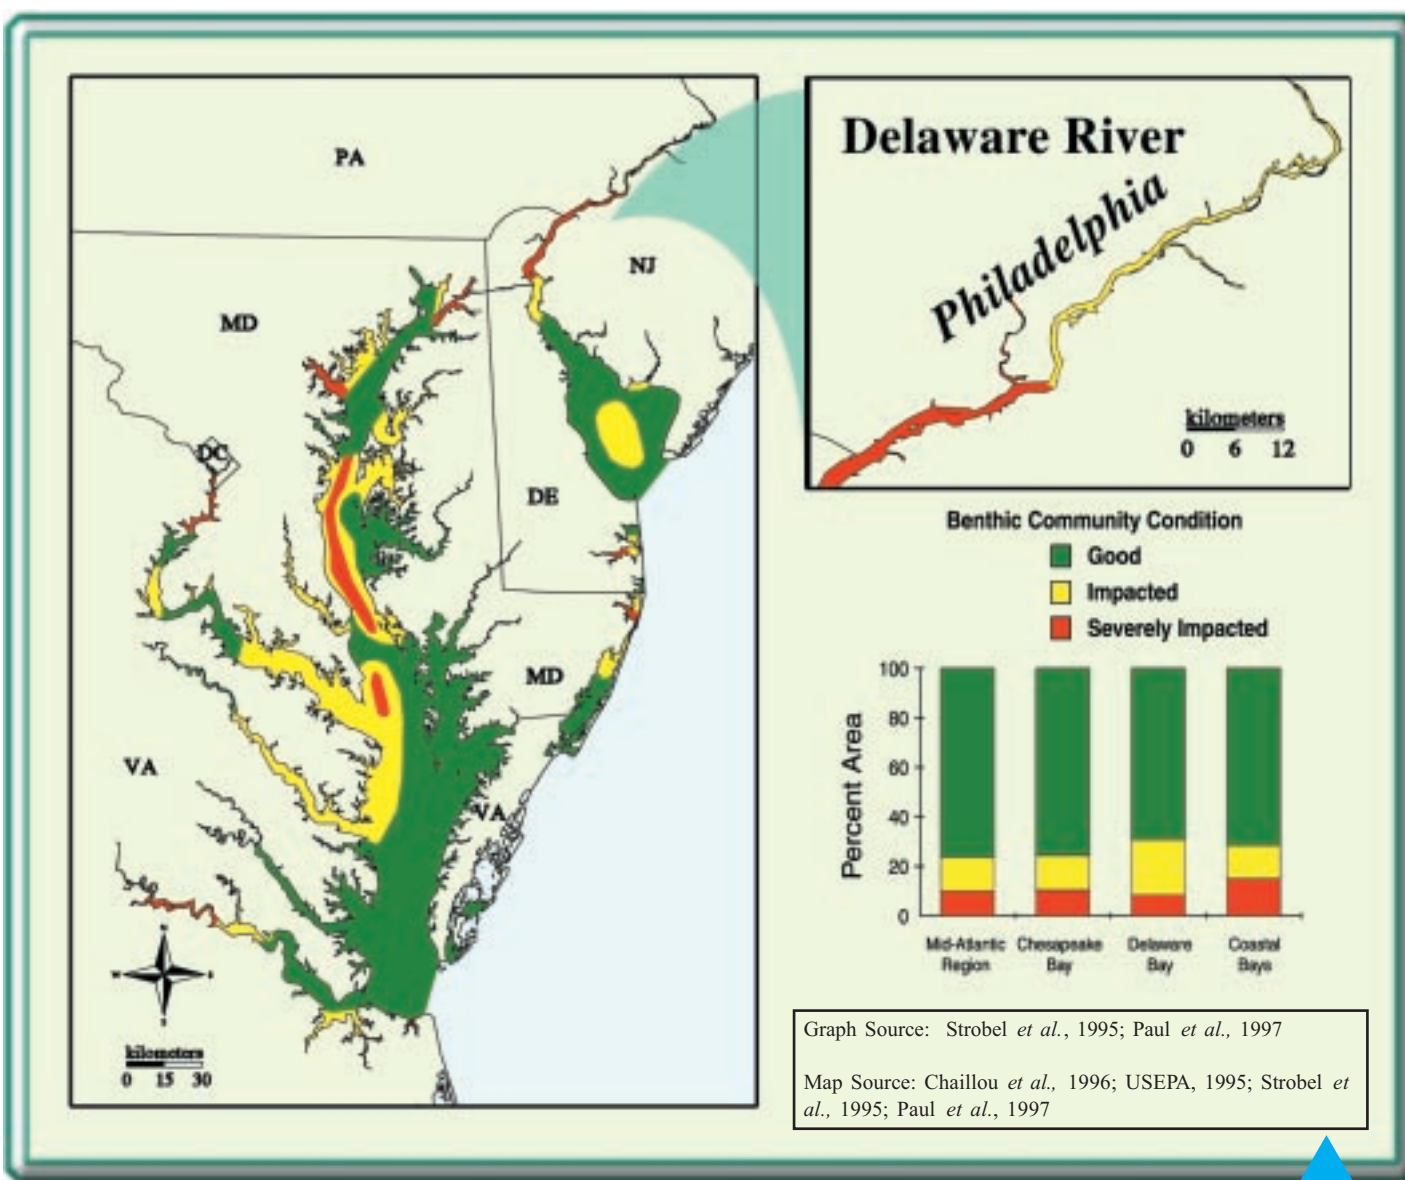 PA
NJ
MD
DC
DE
MD
VA
VA
N
W
E
S
kilometers
0 15 30
Delaware River
Philadelphia
kilometers
0 6 12
Benthic Community Condition
Good
Impacted
Severely Impacted
Percent Area
100
80
60
40
20
0
Mid-Atlantic Region
Chesapeake Bay
Delaware Bay
Coastal Bays
Graph Source: Strobel et al., 1995; Paul et al., 1997
Map Source: Chaillou et al., 1996; USEPA, 1995; Strobel et
al., 1995; Paul et al., 1997